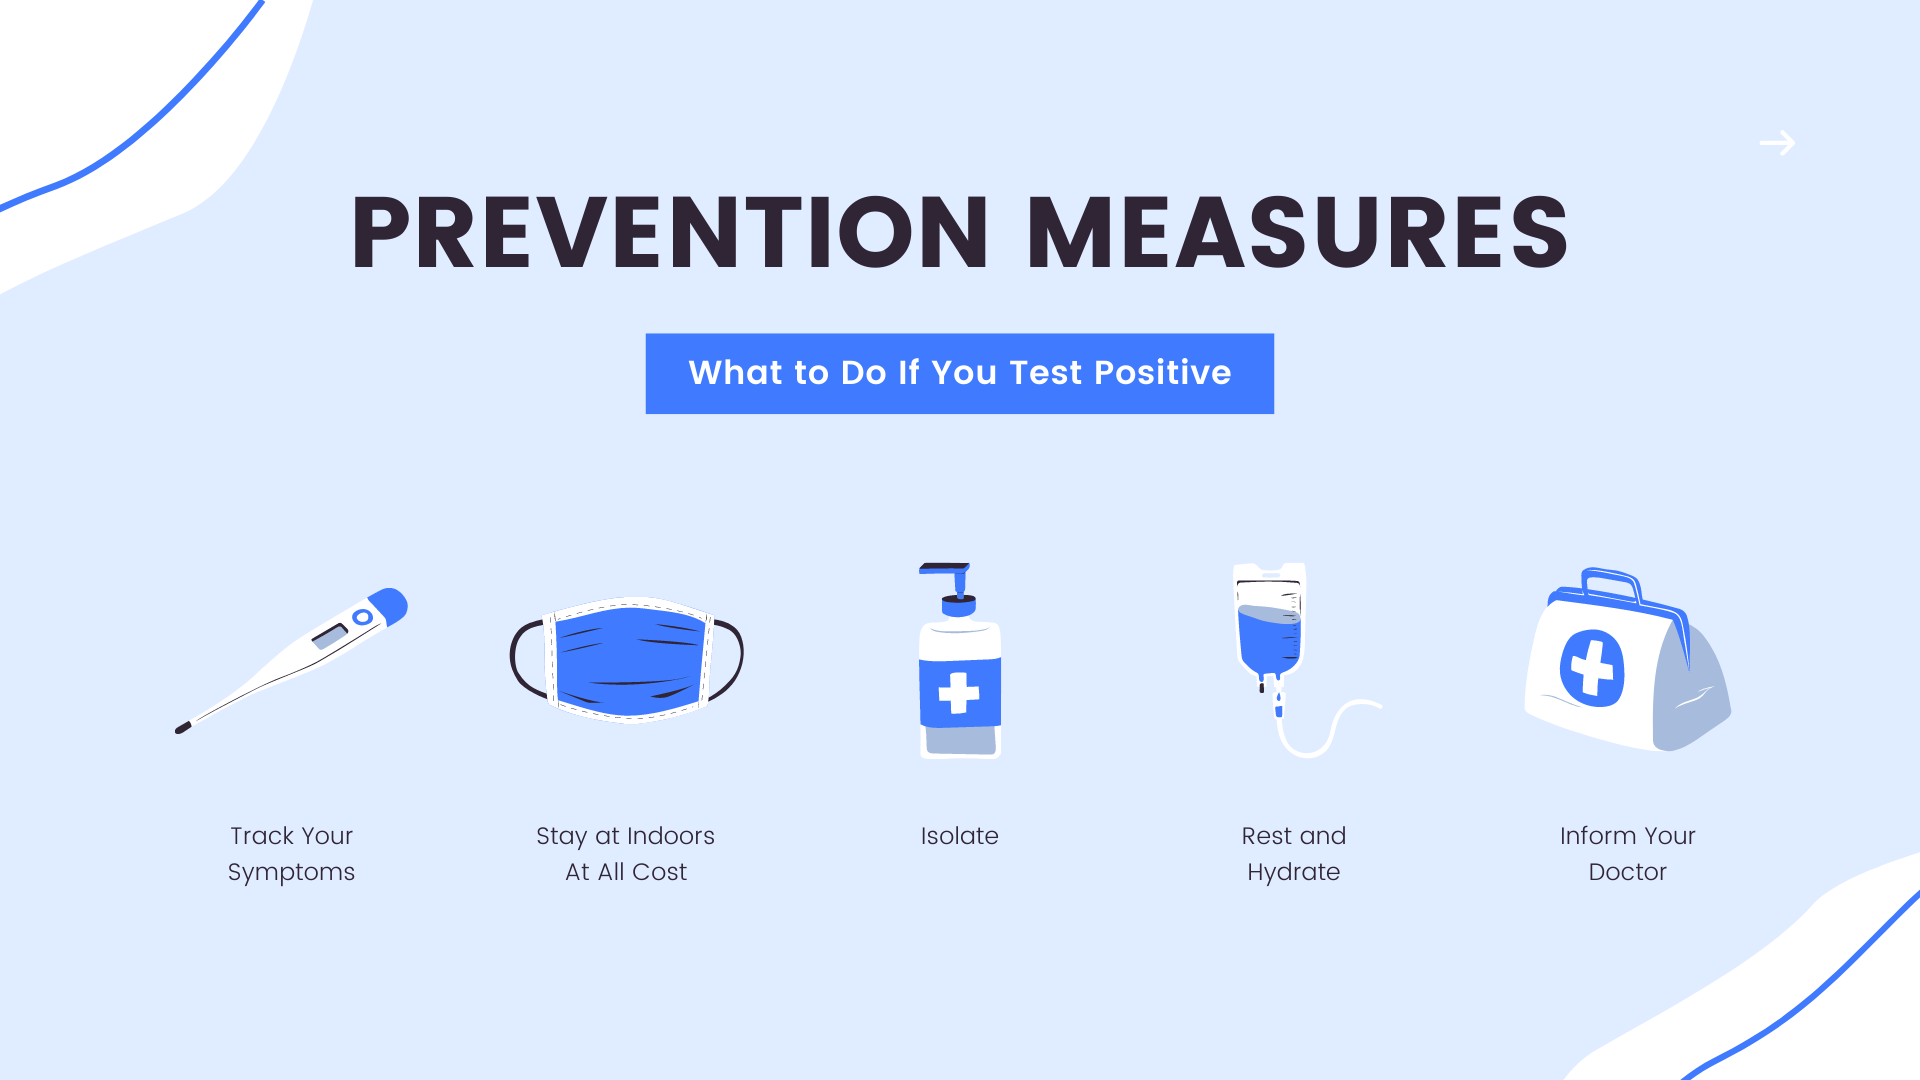 PREVENTION MEASURES
What to Do If You Test Positive
Track Your
Symptoms
Stay at Indoors
At All Cost
Isolate
Rest and
Hydrate
Inform Your
Doctor